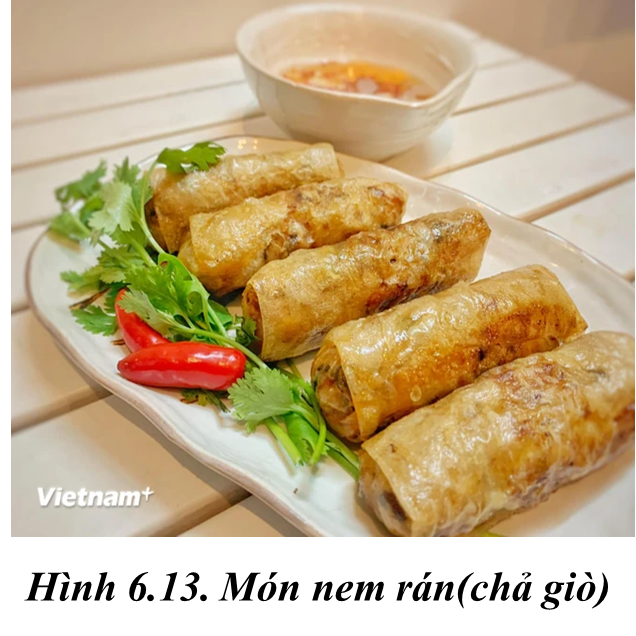 Vietnam+
Hình 6.13. Món nem rán(chả giò)